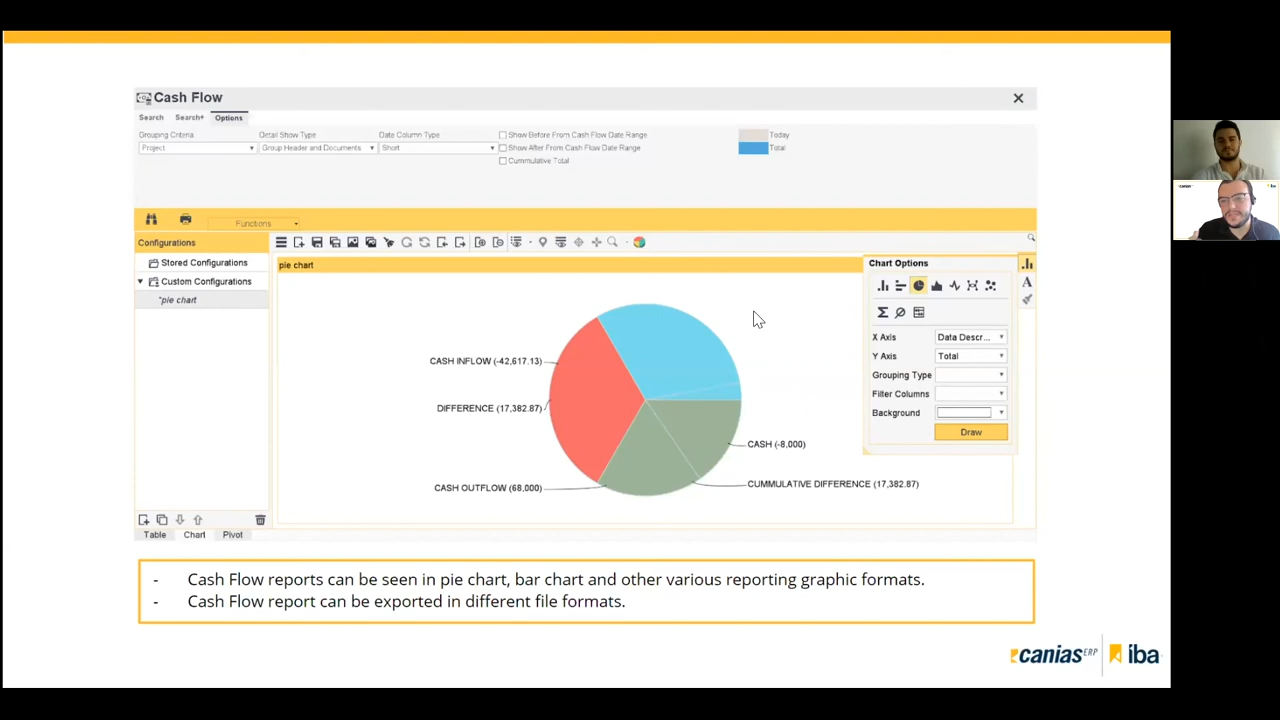 Cash Flow
Search Search+ Options
Grouping Criteria Detail Show Type Date Column Type Show Before From Cash Flow Date Range Today
Project Group Header and Documents Short Show After From Cash Flow Date Range Total
Cummulative Total
Functions
Configurations
Stored Configurations
Custom Configurations
*pie chart
pie chart
Chart Options
X Axis Data Descr...
Y Axis Total
Grouping Type
Filter Columns
Background
Draw
CASH INFLOW (-42,617.13)
DIFFERENCE (17,382.87)
CASH OUTFLOW (68,000)
CASH (-8,000)
CUMMULATIVE DIFFERENCE (17,382.87)
Table Chart Pivot
- Cash Flow reports can be seen in pie chart, bar chart and other various reporting graphic formats.
- Cash Flow report can be exported in different file formats.
canias ERP iba
canias iba